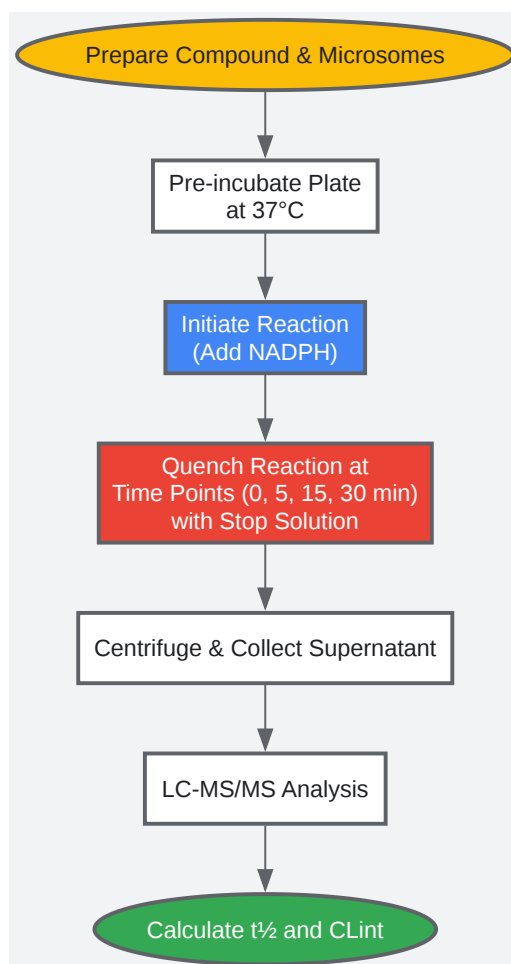 Prepare Compound & Microsomes
Pre-incubate Plate
at 37°C
Initiate Reaction
(Add NADPH)
Quench Reaction at
Time Points (0, 5, 15, 30 min)
with Stop Solution
Centrifuge & Collect Supernatant
LC-MS/MS Analysis
Calculate t½ and CLint